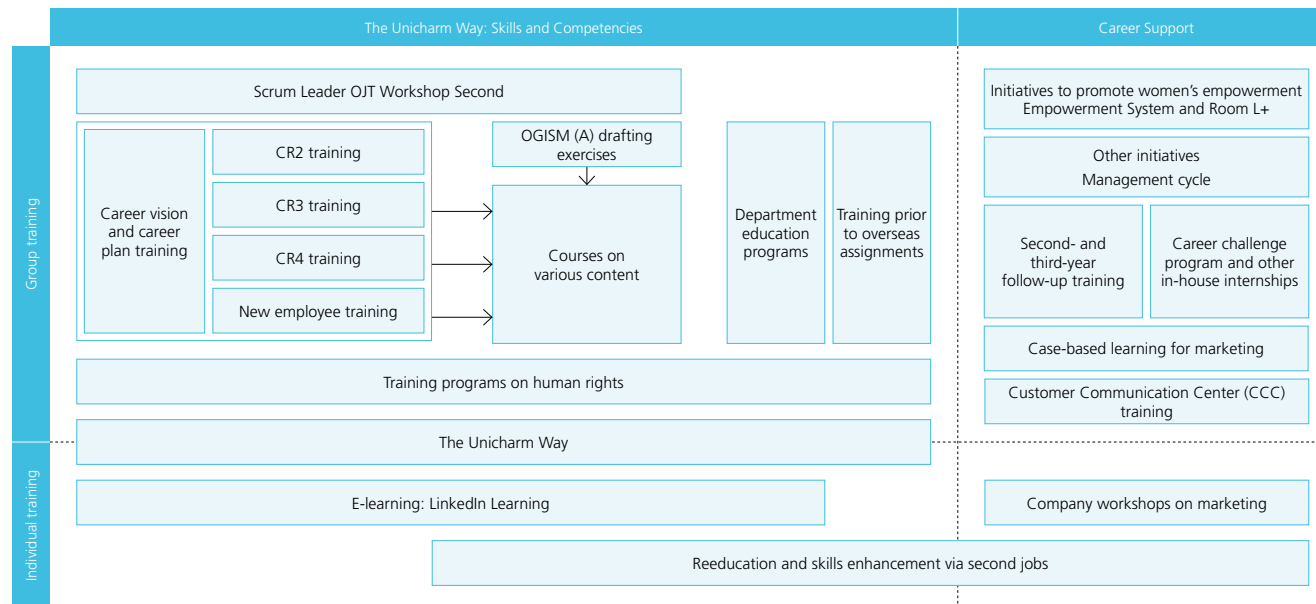 The Unicharm Way: Skills and Competencies
Career Support
Group training
Scrum Leader OJT Workshop Second
Career vision
and career
plan training
CR2 training
CR3 training
CR4 training
New employee training
OGISM (A) drafting
exercises
Courses on
various content
Department
education
programs
Training prior
to overseas
assignments
Training programs on human rights
The Unicharm Way
Initiatives to promote women’s empowerment
Empowerment System and Room L+
Other initiatives
Management cycle
Second- and
third-year
follow-up training
Career challenge
program and other
in-house internships
Case-based learning for marketing
Customer Communication Center (CCC)
training
Individual training
E-learning: LinkedIn Learning
Company workshops on marketing
Reeducation and skills enhancement via second jobs